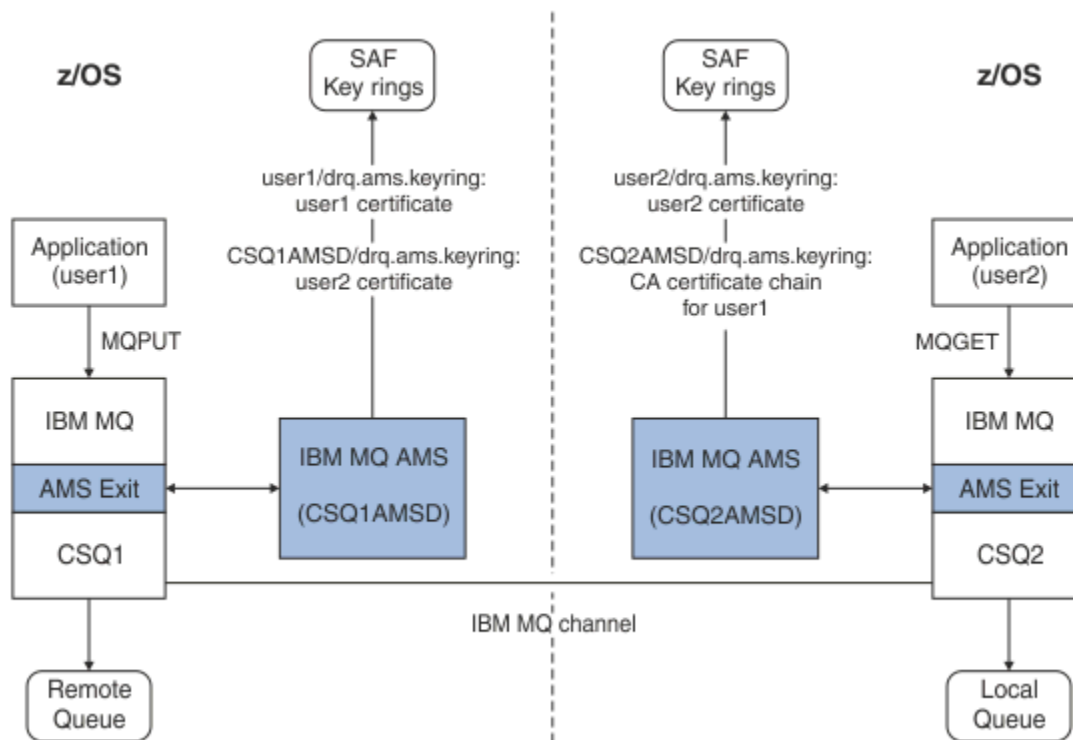 z/OS
SAF
Key rings
user1/drq.ams.keyring:
user1 certificate
CSQ1AMSD/drq.ams.keyring:
user2 certificate
Application
(user1)
MQPUT
IBM MQ
AMS Exit
CSQ1
IBM MQ AMS
(CSQ1AMSD)
Remote
Queue
IBM MQ channel
SAF
Key rings
z/OS
user2/drq.ams.keyring:
user2 certificate
CSQ2AMSD/drq.ams.keyring:
CA certificate chain
for user1
Application
(user2)
MQGET
IBM MQ AMS
(CSQ2AMSD)
IBM MQ
AMS Exit
CSQ2
Local
Queue